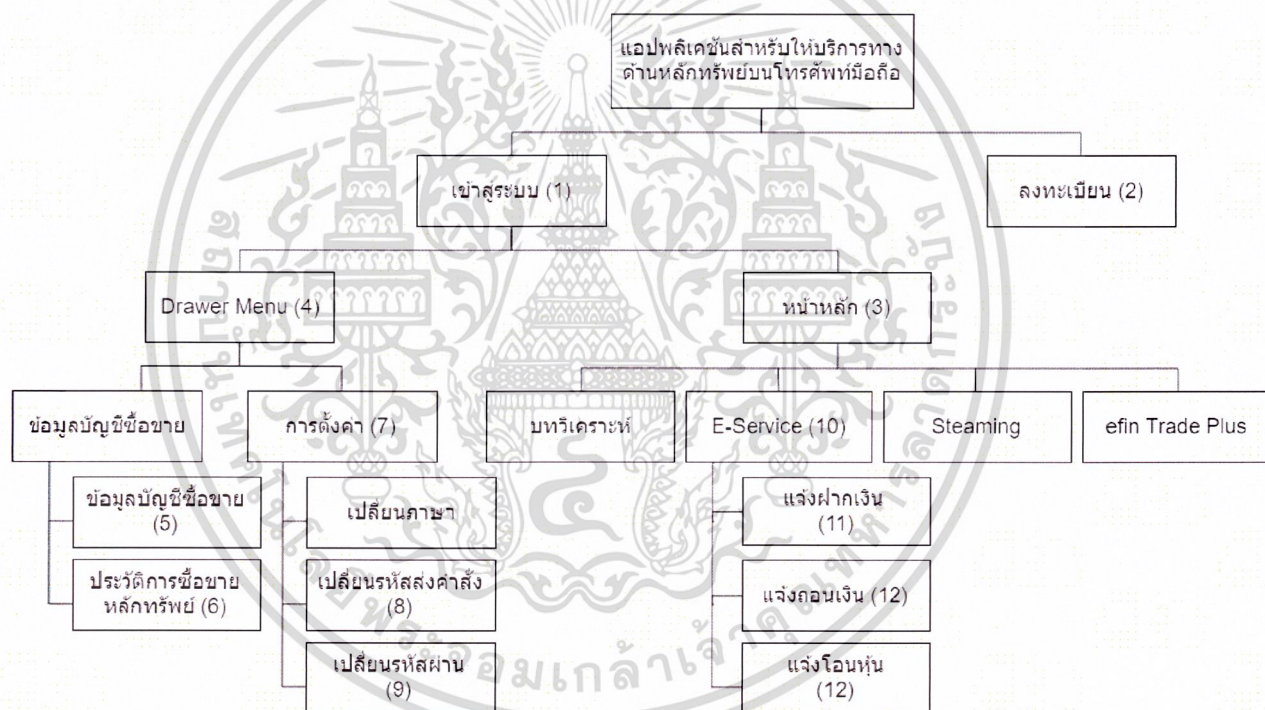 แอปพลิเคชันสำหรับให้บริการทาง
ด้านหลักทรัพย์บนโทรศัพท์มือถือ
เข้าสู่ระบบ (1)
ลงทะเบียน (2)
Drawer Menu (4)
หน้าหลัก (3)
ข้อมูลบัญชีซื้อขาย
การตั้งค่า (7)
บทวิเคราะห์
E-Service (10)
Steaming
efin Trade Plus
ข้อมูลบัญชีซื้อขาย
(5)
ประวัติการซื้อขาย
หลักทรัพย์ (6)
เปลี่ยนภาษา
เปลี่ยนรหัสส่งคำสั่ง
(8)
เปลี่ยนรหัสผ่าน
(9)
แจ้งฝากเงิน
(11)
แจ้งถอนเงิน (12)
แจ้งโอนหุ้น
(12)